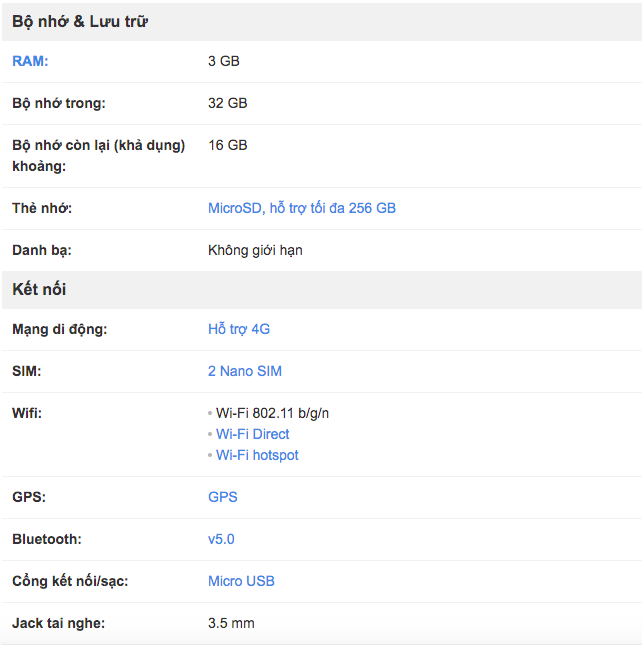 Bộ nhớ & Lưu trữ
RAM: 3 GB
Bộ nhớ trong: 32 GB
Bộ nhớ còn lại (khả dụng) khoảng: 16 GB
Thẻ nhớ: MicroSD, hỗ trợ tối đa 256 GB
Danh bạ: Không giới hạn
Kết nối
Mạng di động: Hỗ trợ 4G
SIM: 2 Nano SIM
Wifi: • Wi-Fi 802.11 b/g/n
• Wi-Fi Direct
• Wi-Fi hotspot
GPS: GPS
Bluetooth: v5.0
Cổng kết nối/sạc: Micro USB
Jack tai nghe: 3.5 mm